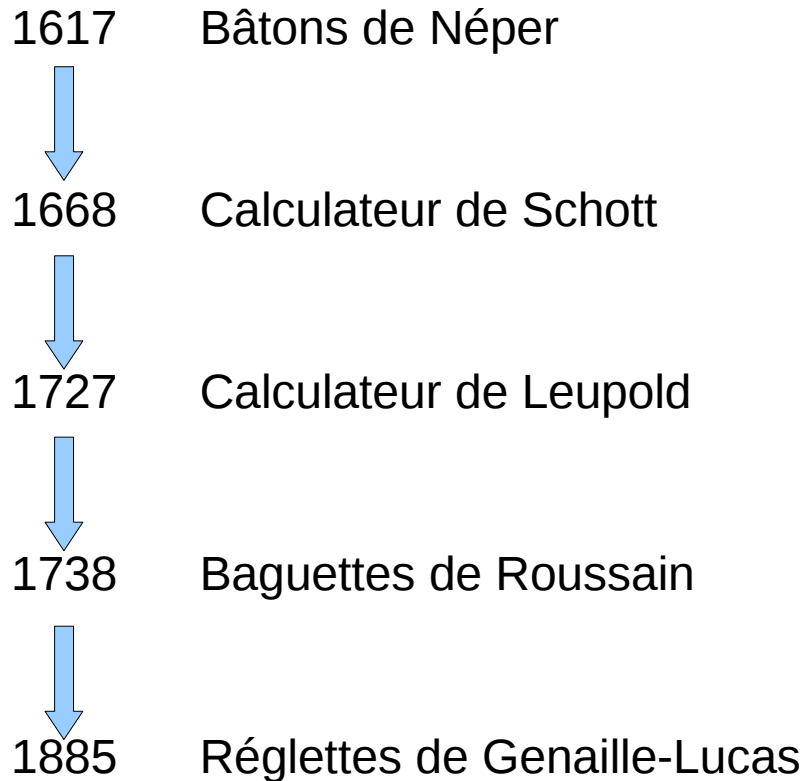 1617 Bâtons de Néper
1668 Calculateur de Schott
1727 Calculateur de Leupold
1738 Baguettes de Roussain
1885 Réglettes de Genaille-Lucas